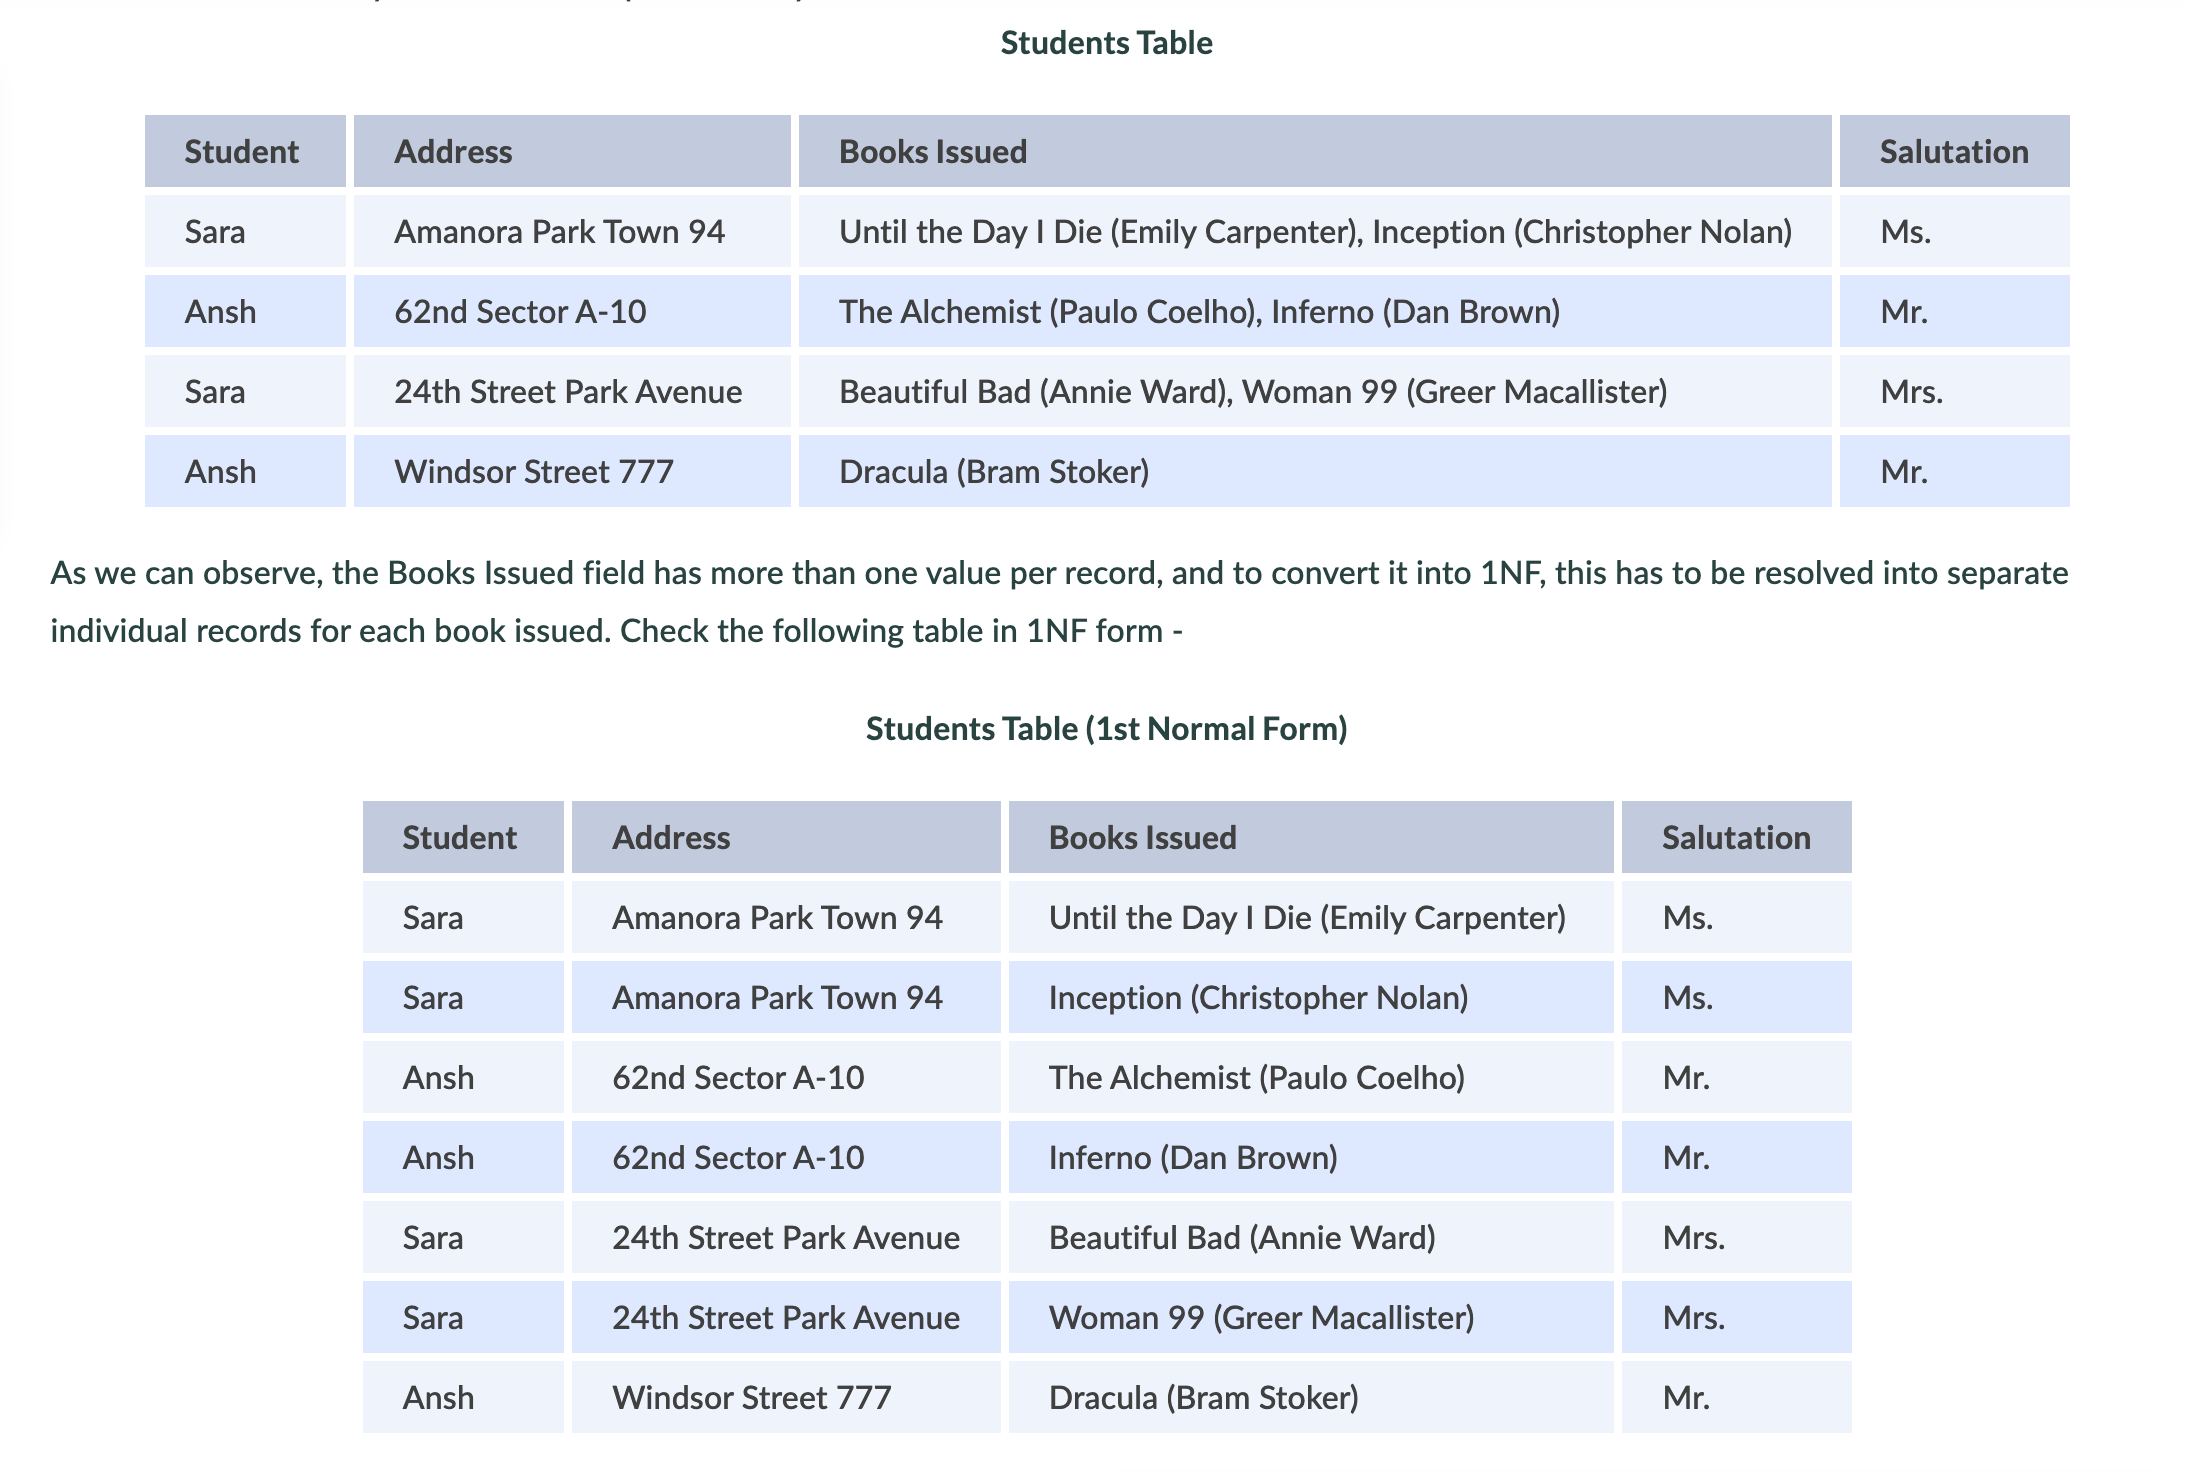 Students Table
Student Address Books Issued Salutation
Sara Amanora Park Town 94 Until the Day I Die (Emily Carpenter), Inception (Christopher Nolan) Ms.
Ansh 62nd Sector A-10 The Alchemist (Paulo Coelho), Inferno (Dan Brown) Mr.
Sara 24th Street Park Avenue Beautiful Bad (Annie Ward), Woman 99 (Greer Macallister) Mrs.
Ansh Windsor Street 777 Dracula (Bram Stoker) Mr.
As we can observe, the Books Issued field has more than one value per record, and to convert it into 1NF, this has to be resolved into separate
individual records for each book issued. Check the following table in 1NF form -
Students Table (1st Normal Form)
Student Address Books Issued Salutation
Sara Amanora Park Town 94 Until the Day I Die (Emily Carpenter) Ms.
Sara Amanora Park Town 94 Inception (Christopher Nolan) Ms.
Ansh 62nd Sector A-10 The Alchemist (Paulo Coelho) Mr.
Ansh 62nd Sector A-10 Inferno (Dan Brown) Mr.
Sara 24th Street Park Avenue Beautiful Bad (Annie Ward) Mrs.
Sara 24th Street Park Avenue Woman 99 (Greer Macallister) Mrs.
Ansh Windsor Street 777 Dracula (Bram Stoker) Mr.